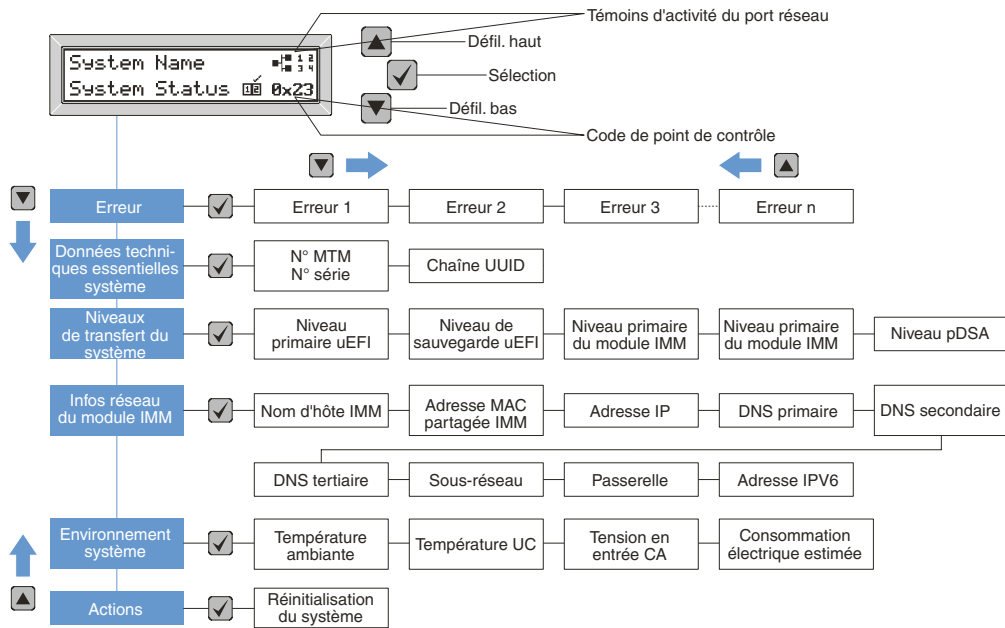 Témoins d'activité du port réseau
System Name 1 2
3 4
System Status 12 0x23
Défil. haut
Sélection
Défil. bas
Code de point de contrôle
Erreur
Erreur 1
Erreur 2
Erreur 3
Erreur n
Données techni-
ques essentielles
système
N° MTM
N° série
Chaîne UUID
Niveaux
de transfert du
système
Niveau
primaire uEFI
Niveau de
sauvegarde uEFI
Niveau primaire
du module IMM
Niveau primaire
du module IMM
Niveau pDSA
Infos réseau
du module IMM
Nom d'hôte IMM
Adresse MAC
partagée IMM
Adresse IP
DNS primaire
DNS secondaire
DNS tertiaire
Sous-réseau
Passerelle
Adresse IPV6
Environnement
système
Température
ambiante
Température UC
Tension en
entrée CA
Consommation
électrique estimée
Actions
Réinitialisation
du système